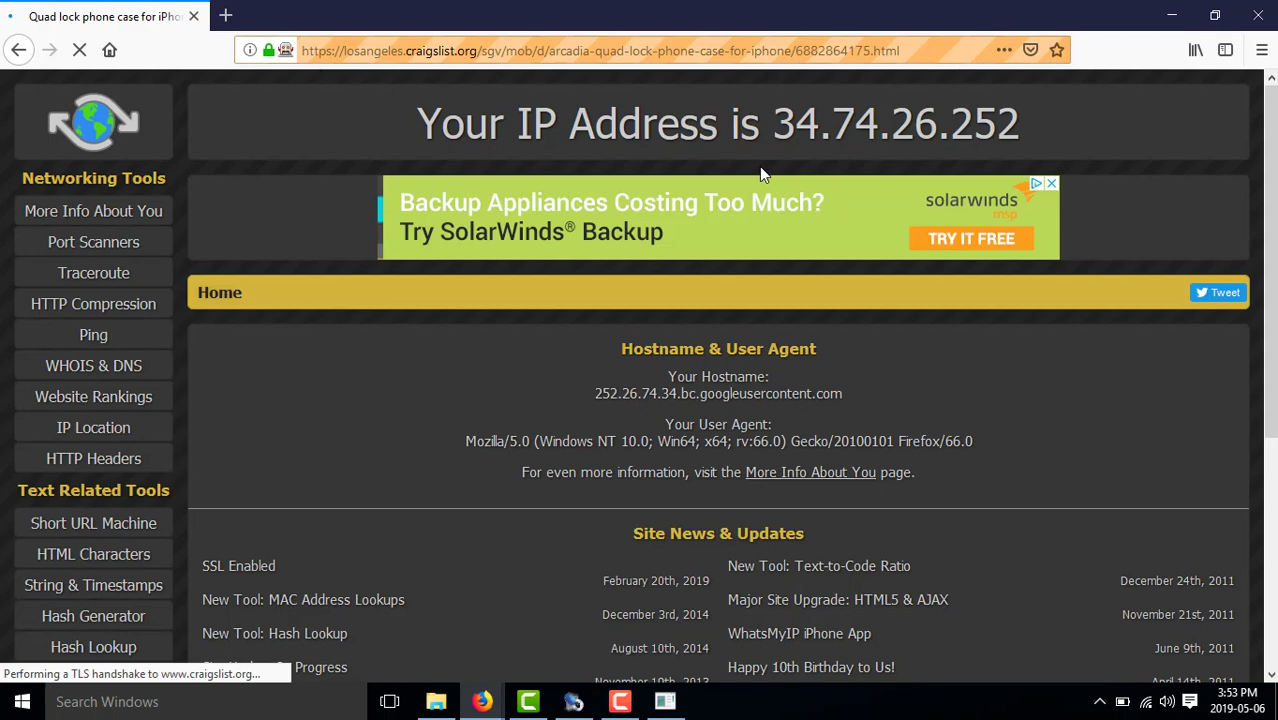 Quad lock phone case for iPho
https://losangeles.craigslist.org/sgv/mob/d/arcadia-quad-lock-phone-case-for-iphone/6882864175.html
Your IP Address is 34.74.26.252
Networking Tools
More Info About You
Port Scanners
Traceroute
HTTP Compression
Ping
WHOIS & DNS
Website Rankings
IP Location
HTTP Headers
Text Related Tools
Short URL Machine
HTML Characters
String & Timestamps
Hash Generator
Hash Lookup
Backup Appliances Costing Too Much?
Try SolarWinds® Backup
solarwinds
msp
TRY IT FREE
Home
Tweet
Hostname & User Agent
Your Hostname:
252.26.74.34.bc.googleusercontent.com
Your User Agent:
Mozilla/5.0 (Windows NT 10.0; Win64; x64; rv:66.0) Gecko/20100101 Firefox/66.0
For even more information, visit the More Info About You page.
Site News & Updates
SSL Enabled
February 20th, 2019
New Tool: MAC Address Lookups
December 3rd, 2014
New Tool: Hash Lookup
August 10th, 2014
Progress
November 19th, 2013
New Tool: Text-to-Code Ratio
December 24th, 2011
Major Site Upgrade: HTML5 & AJAX
November 21st, 2011
WhatsMyIP iPhone App
June 9th, 2011
Happy 10th Birthday to Us!
Performing a TLS handshake to www.craigslist.org...
Search Windows
3:53 PM
2019-05-06